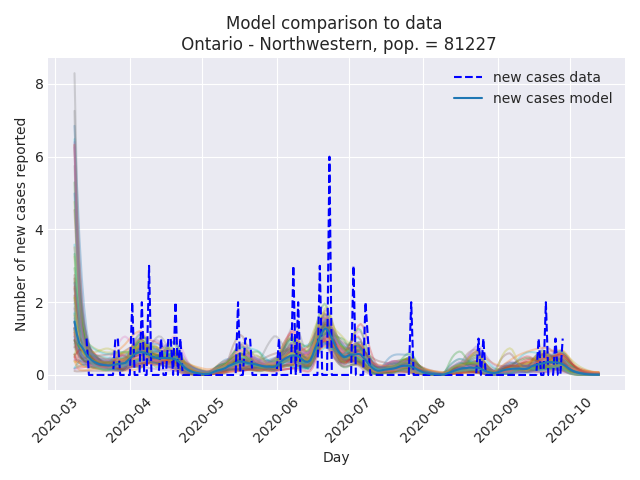 Model comparison to data
Ontario - Northwestern, pop. = 81227
new cases data
new cases model
Number of new cases reported
8
6
4
2
0
2020-03
2020-04
2020-05
2020-06
2020-07
2020-08
2020-09
2020-10
Day